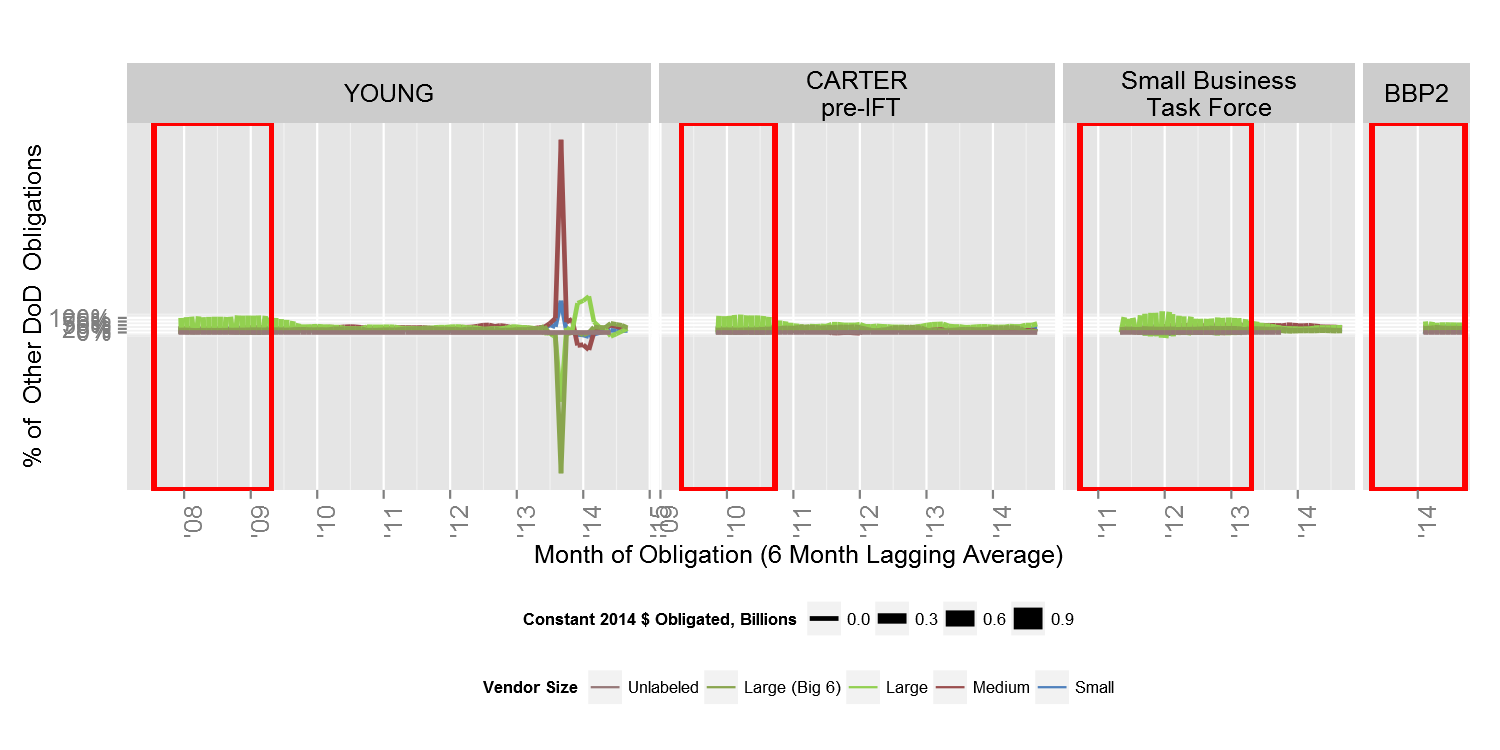 YOUNG
CARTER
pre-IFT
Small Business
Task Force
BBP2
% of  Other DoD  Obligations
100%
0%
'08
'09
'10
'11
'12
'13
'14
'15
'09
'10
'11
'12
'13
'14
'11
'12
'13
'14
'14
Month of Obligation (6 Month Lagging Average)
Constant 2014 $ Obligated, Billions
0.0
0.3
0.6
0.9
Vendor Size
Unlabeled
Large (Big 6)
Large
Medium
Small